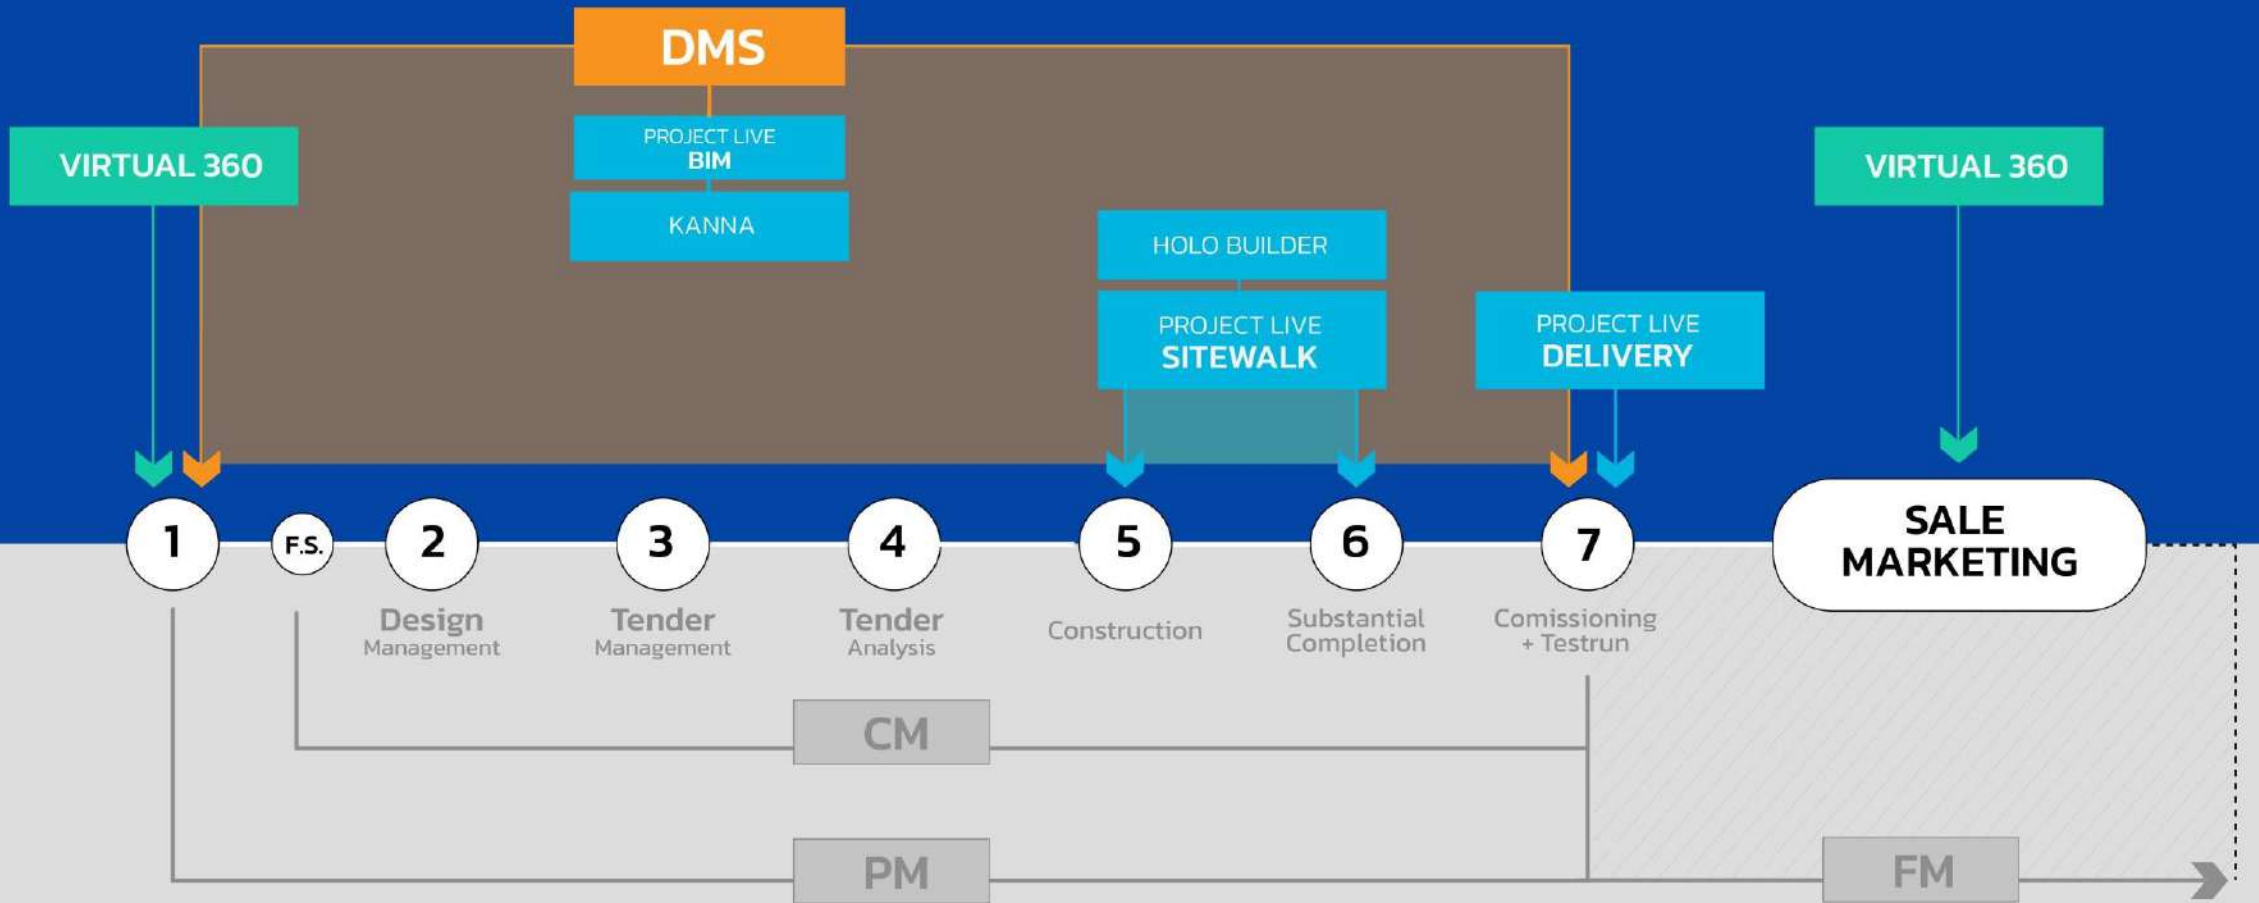 DMS
PROJECT LIVE
BIM
KANNA
VIRTUAL 360
HOLO BUILDER
PROJECT LIVE
SITEWALK
PROJECT LIVE
DELIVERY
VIRTUAL 360
1
F.S.
2
3
4
5
6
7
SALE
MARKETING
Design
Management
Tender
Management
Tender
Analysis
Construction
Substantial
Completion
Comissioning
+ Testrun
CM
PM
FM